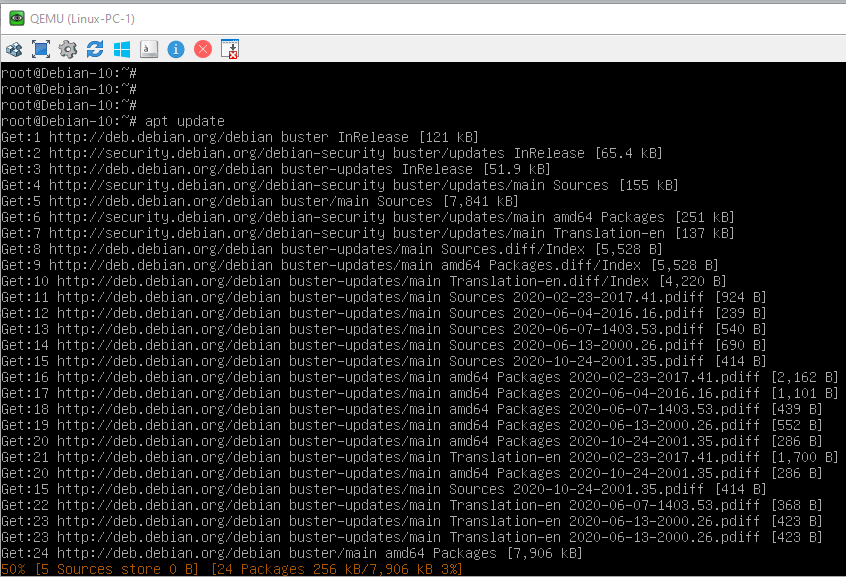 QEMU (Linux-PC-1)
root@Debian-10:~#
root@Debian-10:~#
root@Debian-10:~#
root@Debian-10:~# apt update
Get:1 http://deb.debian.org/debian buster InRelease [121 kB]
Get:2 http://security.debian.org/debian-security buster/updates InRelease [65.4 kB]
Get:3 http://deb.debian.org/debian buster-updates InRelease [51.9 kB]
Get:4 http://security.debian.org/debian-security buster/updates/main Sources [155 kB]
Get:5 http://deb.debian.org/debian buster/main Sources [7,841 kB]
Get:6 http://security.debian.org/debian-security buster/updates/main amd64 Packages [251 kB]
Get:7 http://security.debian.org/debian-security buster/updates/main Translation-en [137 kB]
Get:8 http://deb.debian.org/debian buster-updates/main Sources.diff/Index [5,528 B]
Get:9 http://deb.debian.org/debian buster-updates/main amd64 Packages.diff/Index [5,528 B]
Get:10 http://deb.debian.org/debian buster-updates/main Translation-en.diff/Index [4,220 B]
Get:11 http://deb.debian.org/debian buster-updates/main Sources 2020-02-23-2017.41.pdiff [924 B]
Get:12 http://deb.debian.org/debian buster-updates/main Sources 2020-06-04-2016.16.pdiff [239 B]
Get:13 http://deb.debian.org/debian buster-updates/main Sources 2020-06-07-1403.53.pdiff [540 B]
Get:14 http://deb.debian.org/debian buster-updates/main Sources 2020-06-13-2000.26.pdiff [690 B]
Get:15 http://deb.debian.org/debian buster-updates/main Sources 2020-10-24-2001.35.pdiff [414 B]
Get:16 http://deb.debian.org/debian buster-updates/main amd64 Packages 2020-02-23-2017.41.pdiff [2,162 B]
Get:17 http://deb.debian.org/debian buster-updates/main amd64 Packages 2020-06-04-2016.16.pdiff [1,101 B]
Get:18 http://deb.debian.org/debian buster-updates/main amd64 Packages 2020-06-07-1403.53.pdiff [439 B]
Get:19 http://deb.debian.org/debian buster-updates/main amd64 Packages 2020-06-13-2000.26.pdiff [552 B]
Get:20 http://deb.debian.org/debian buster-updates/main amd64 Packages 2020-10-24-2001.35.pdiff [286 B]
Get:21 http://deb.debian.org/debian buster-updates/main Translation-en 2020-02-23-2017.41.pdiff [1,700 B]
Get:20 http://deb.debian.org/debian buster-updates/main amd64 Packages 2020-10-24-2001.35.pdiff [286 B]
Get:15 http://deb.debian.org/debian buster-updates/main Sources 2020-10-24-2001.35.pdiff [414 B]
Get:22 http://deb.debian.org/debian buster-updates/main Translation-en 2020-06-07-1403.53.pdiff [368 B]
Get:23 http://deb.debian.org/debian buster-updates/main Translation-en 2020-06-13-2000.26.pdiff [423 B]
Get:23 http://deb.debian.org/debian buster-updates/main Translation-en 2020-06-13-2000.26.pdiff [423 B]
Get:24 http://deb.debian.org/debian buster/main amd64 Packages [7,906 kB]
50% [5 Sources store 0 B] [24 Packages 256 kB/7,906 kB 3%]